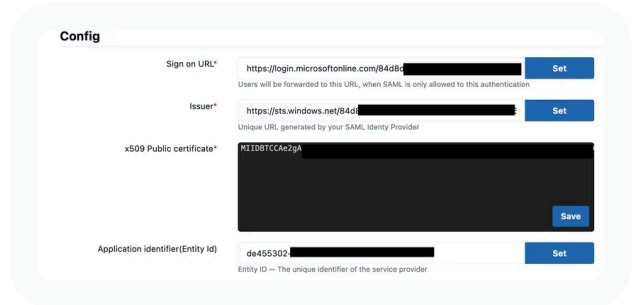 Config
Sign on URL*
https://login.microsoftonline.com/84d8d
Set
Users will be forwarded to this URL, when SAML is only allowed to this authentication
Issuer*
https://sts.windows.net/84d8
Set
Unique URL generated by your SAML Identy Provider
x509 Public certificate*
MIIDBTCCAe2gA
Save
Application identifier(Entity Id)
de455302-
Set
Entity ID — The unique identifier of the service provider